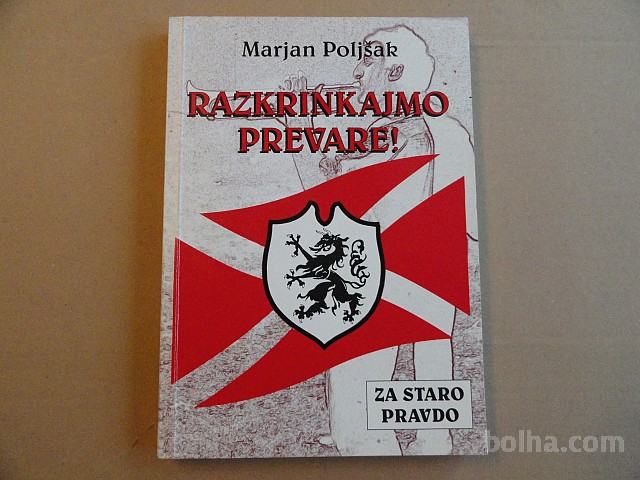 Marjan Poljšak
RAZKRINKAJMO
PREVARE!
ZA STARO
PRAVDO
bolha.com